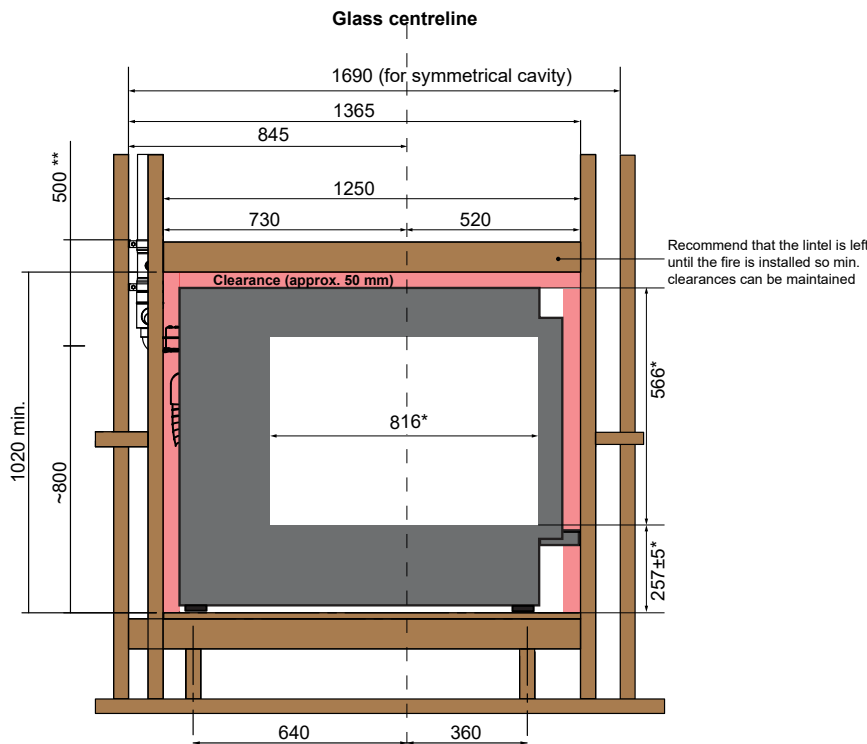 Glass centreline
1690 (for symmetrical cavity)
1365
845
500 **
1250
730
520
Recommend that the lintel is left
until the fire is installed so min.
clearances can be maintained
Clearance (approx. 50 mm)
566*
816*
1020 min.
~800
257±5*
640
360